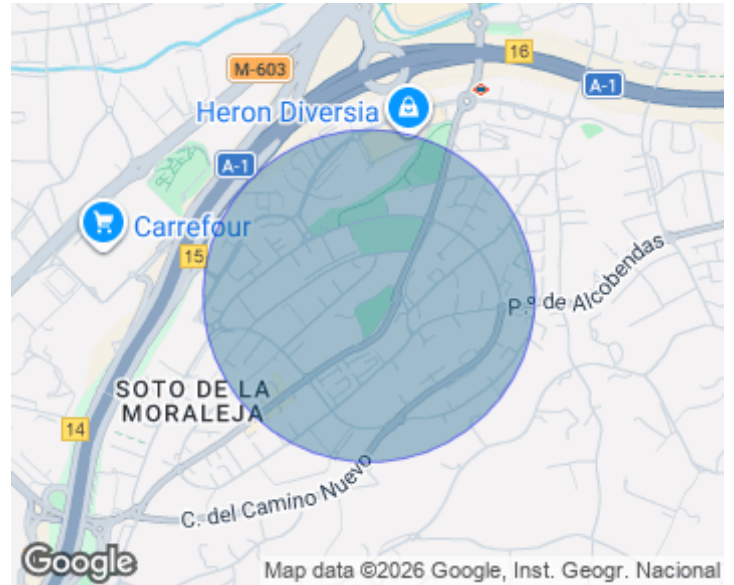 M-603
16
A-1
Heron Diversia
A-1
Carrefour
15
P.º de Alcobendas
SOTO DE LA
MORALEJA
14
C. del Camino Nuevo
Google
Map data ©2026 Google, Inst. Geogr. Nacional